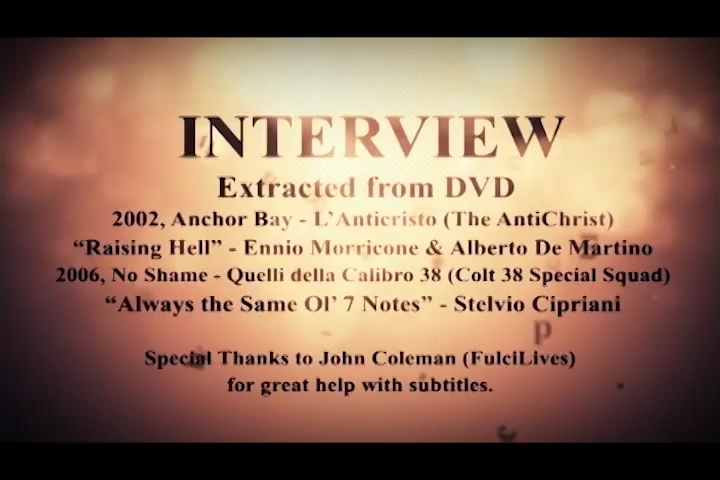 INTERVIEW
Extracted from DVD
2002, Anchor Bay - L'Anticristo (The AntiChrist)
“Raising Hell” - Ennio Morricone & Alberto De Martino
2006, No Shame - Quelli della Calibro 38 (Colt 38 Special Squad)
“Always the Same Ol’ 7 Notes” - Stelvio Cipriani
Special Thanks to John Coleman (FulciLives)
for great help with subtitles.